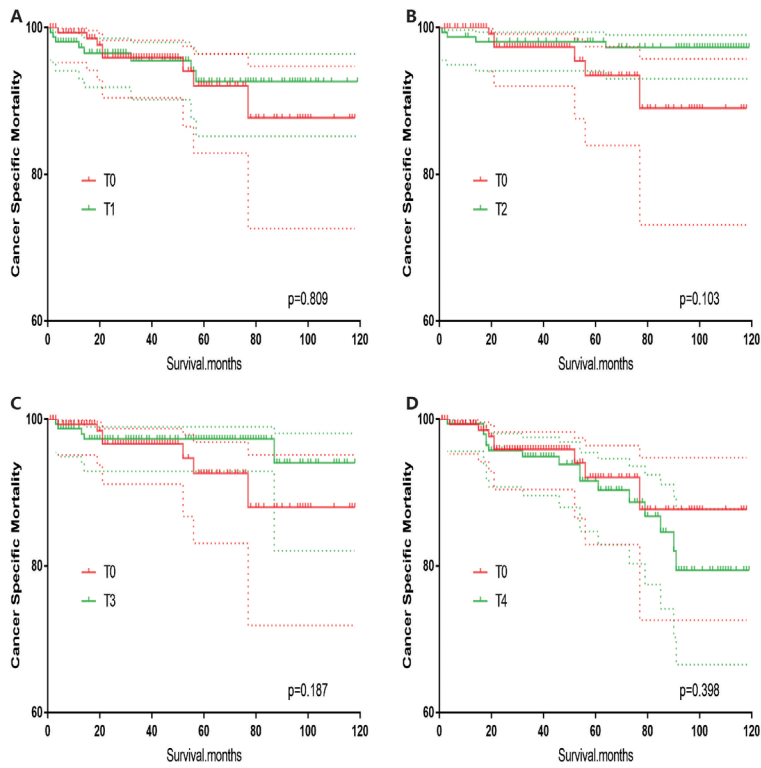 A
Cancer Specific Mortality
100
80
60
T0
T1
p=0.809
0 20 40 60 80 100 120
Survival.months
B
Cancer Specific Mortality
100
80
60
T0
T2
p=0.103
0 20 40 60 80 100 120
Survival.months
C
Cancer Specific Mortality
100
80
60
T0
T3
p=0.187
0 20 40 60 80 100 120
Survival.months
D
Cancer Specific Mortality
100
80
60
T0
T4
p=0.398
0 20 40 60 80 100 120
Survival.months